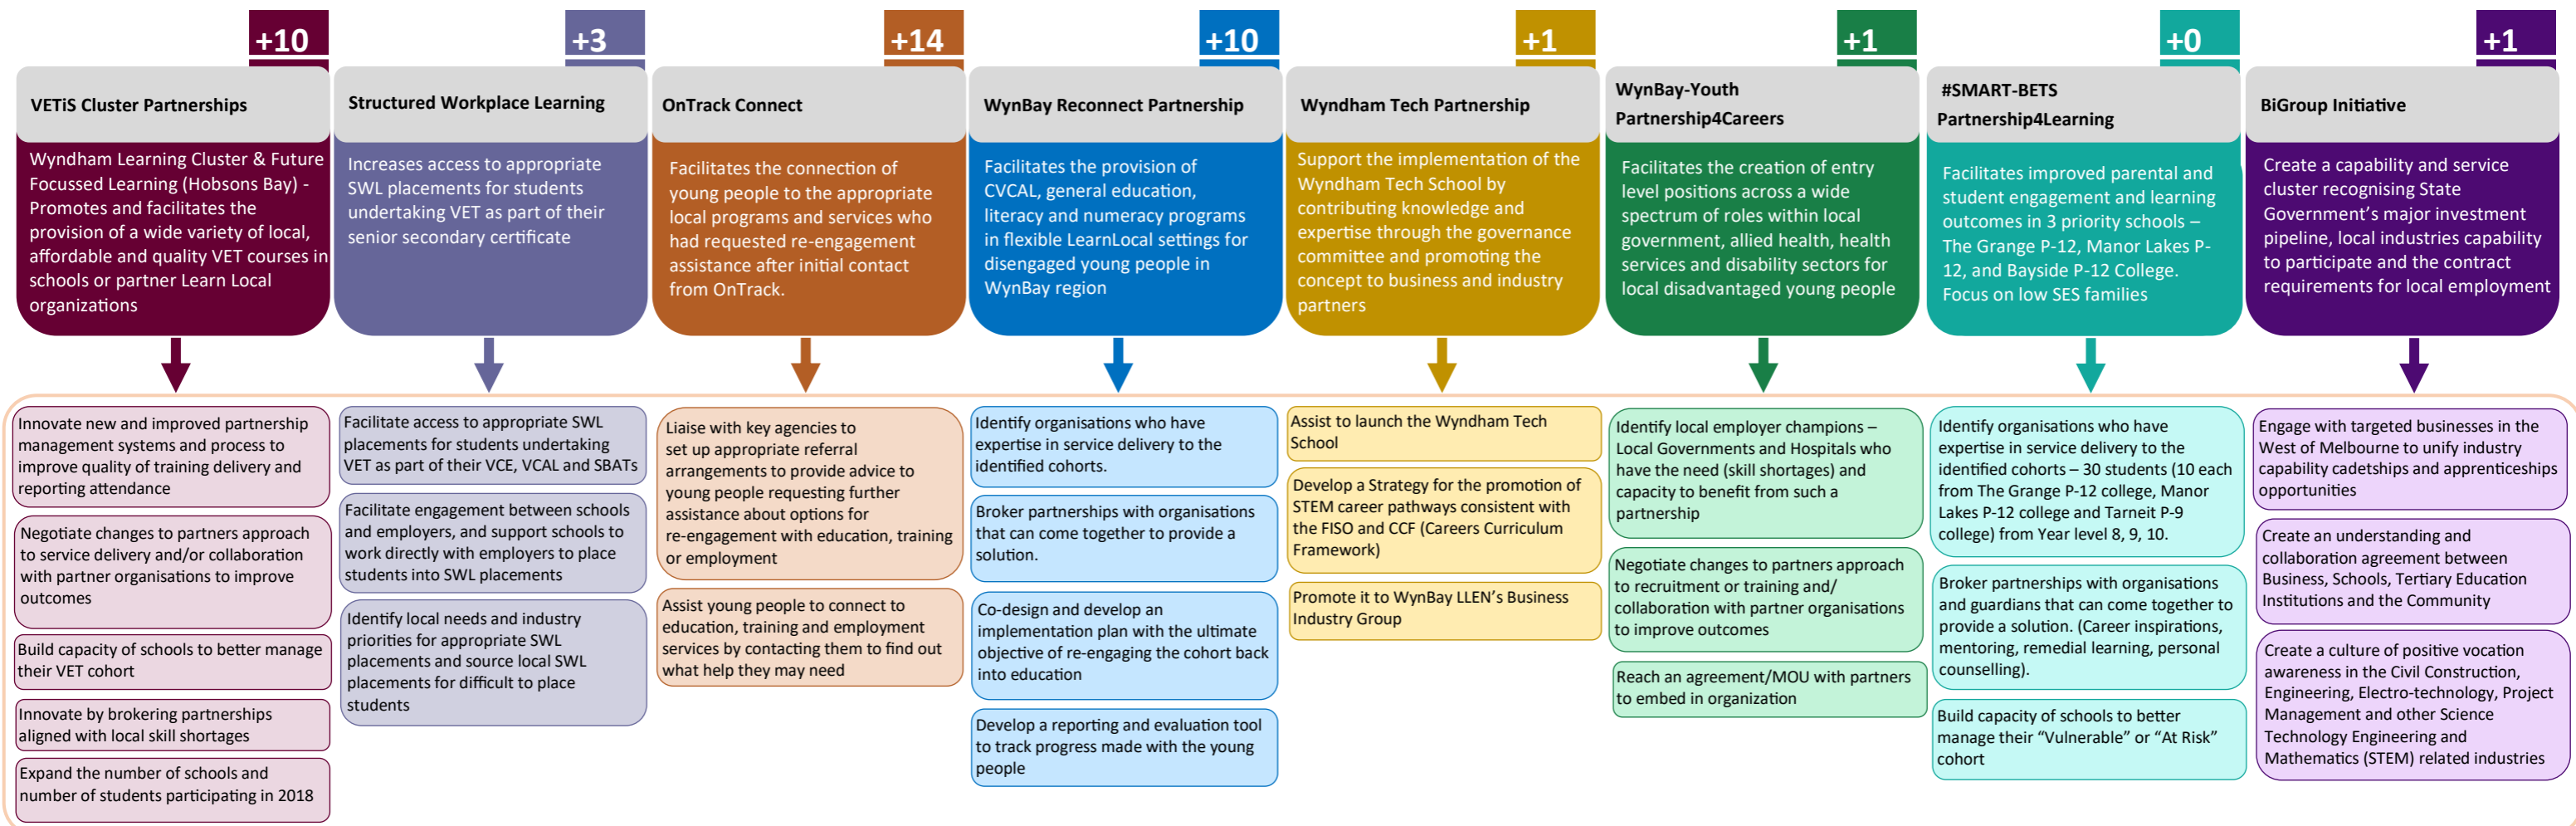 +10
VETiS Cluster Partnerships
Wyndham Learning Cluster & Future
Focussed Learning (Hobsons Bay) -
Promotes and facilitates the
provision of a wide variety of local,
affordable and quality VET courses in
schools or partner Learn Local
organizations
Innovate new and improved partnership
management systems and process to
improve quality of training delivery and
reporting attendance
Negotiate changes to partners approach
to service delivery and/or collaboration
with partner organisations to improve
outcomes
Build capacity of schools to better manage
their VET cohort
Innovate by brokering partnerships
aligned with local skill shortages
Expand the number of schools and
number of students participating in 2018
+3
Structured Workplace Learning
Increases access to appropriate
SWL placements for students
undertaking VET as part of their
senior secondary certificate
Facilitate access to appropriate SWL
placements for students undertaking
VET as part of their VCE, VCAL and SBATs
Facilitate engagement between schools
and employers, and support schools to
work directly with employers to place
students into SWL placements
Identify local needs and industry
priorities for appropriate SWL
placements and source local SWL
placements for difficult to place
students
+14
OnTrack Connect
Facilitates the connection of
young people to the appropriate
local programs and services who
had requested re-engagement
assistance after initial contact
from OnTrack.
Liaise with key agencies to
set up appropriate referral
arrangements to provide advice to
young people requesting further
assistance about options for
re-engagement with education, training
or employment
Assist young people to connect to
education, training and employment
services by contacting them to find out
what help they may need
+10
WynBay Reconnect Partnership
Facilitates the provision of
CVCAL, general education,
literacy and numeracy programs
in flexible LearnLocal settings for
disengaged young people in
WynBay region
Identify organisations who have
expertise in service delivery to the
identified cohorts.
Broker partnerships with organisations
that can come together to provide a
solution.
Co-design and develop an
implementation plan with the ultimate
objective of re-engaging the cohort back
into education
Develop a reporting and evaluation tool
to track progress made with the young
people
+1
Wyndham Tech Partnership
Support the implementation of the
Wyndham Tech School by
contributing knowledge and
expertise through the governance
committee and promoting the
concept to business and industry
partners
Assist to launch the Wyndham Tech
School
Develop a Strategy for the promotion of
STEM career pathways consistent with
the FISO and CCF (Careers Curriculum
Framework)
Promote it to WynBay LLEN's Business
Industry Group
+1
WynBay-Youth
Partnership4Careers
Facilitates the creation of entry
level positions across a wide
spectrum of roles within local
government, allied health, health
services and disability sectors for
local disadvantaged young people
Identify local employer champions –
Local Governments and Hospitals who
have the need (skill shortages) and
capacity to benefit from such a
partnership
Negotiate changes to partners approach
to recruitment or training and/
collaboration with partner organisations
to improve outcomes
Reach an agreement/MOU with partners
to embed in organization
+0
#SMART-BETS
Partnership4Learning
Facilitates improved parental and
student engagement and learning
outcomes in 3 priority schools –
The Grange P-12, Manor Lakes P-
12, and Bayside P-12 College.
Focus on low SES families
Identify organisations who have
expertise in service delivery to the
identified cohorts – 30 students (10 each
from The Grange P-12 college, Manor
Lakes P-12 college and Tarneit P-9
college) from Year level 8, 9, 10.
Broker partnerships with organisations
and guardians that can come together to
provide a solution. (Career inspirations,
mentoring, remedial learning, personal
counselling).
Build capacity of schools to better
manage their “Vulnerable” or “At Risk”
cohort
+1
BiGroup Initiative
Create a capability and service
cluster recognising State
Government's major investment
pipeline, local industries capability
to participate and the contract
requirements for local employment
Engage with targeted businesses in the
West of Melbourne to unify industry
capability cadetships and apprenticeships
opportunities
Create an understanding and
collaboration agreement between
Business, Schools, Tertiary Education
Institutions and the Community
Create a culture of positive vocation
awareness in the Civil Construction,
Engineering, Electro-technology, Project
Management and other Science
Technology Engineering and
Mathematics (STEM) related industries